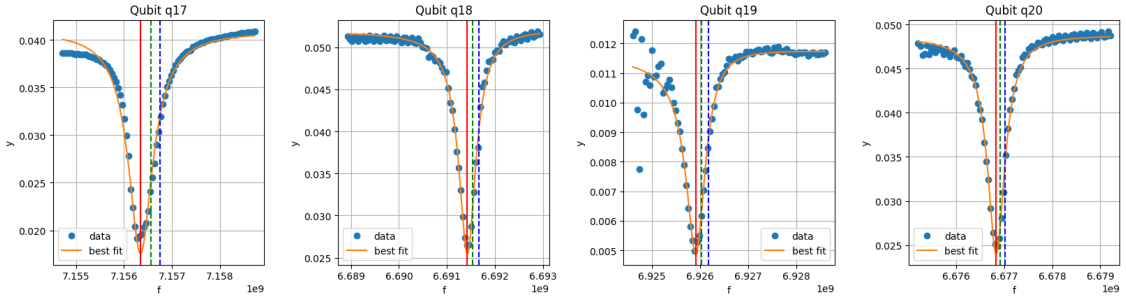 Qubit q17
0.040
0.035
0.030
0.025
0.020
y
data
best fit
7.155
7.156
7.157
7.158
1e9
f
Qubit q18
0.050
0.045
0.040
0.035
0.030
0.025
y
data
best fit
6.689
6.690
6.691
6.692
6.693
1e9
f
Qubit q19
0.012
0.011
0.010
0.009
0.008
0.007
0.006
0.005
y
data
best fit
6.925
6.926
6.927
6.928
1e9
f
Qubit q20
0.050
0.045
0.040
0.035
0.030
0.025
y
data
best fit
6.676
6.677
6.678
6.679
1e9
f